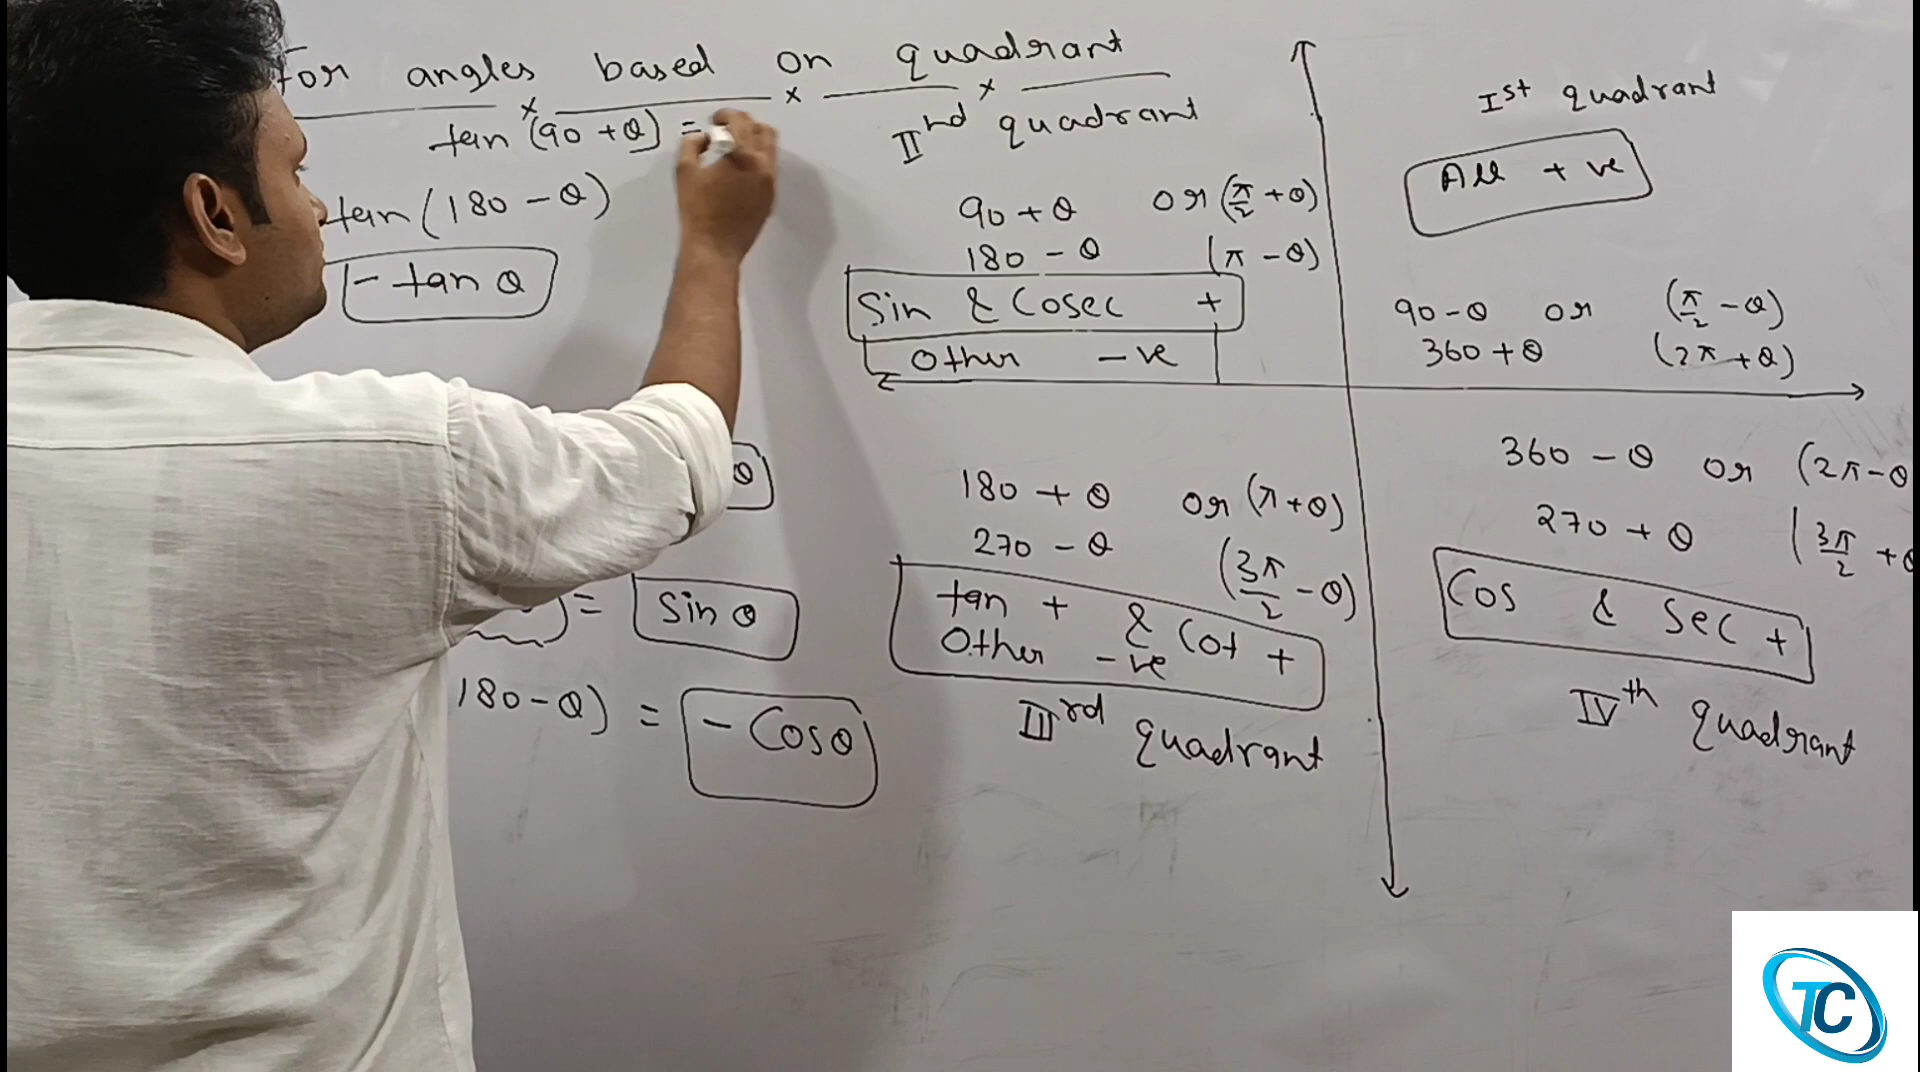 For angles based on quadrant
tan (90 + θ) =
tan (180 - θ)
- tan θ
θ
= sin θ
180 - θ) = - Cos θ
IInd quadrant
90 + θ or (π/2 + θ)
180 - θ (π - θ)
Sin & Cosec +
Other - ve
Ist quadrant
All + ve
90 - θ or (π/2 - θ)
360 + θ (2π + θ)
180 + θ or (π + θ)
270 - θ (3π/2 - θ)
tan + & Cot +
Other - ve
IIIrd quadrant
360 - θ or (2π - θ
270 + θ (3π/2 + θ
Cos & Sec +
IVth quadrant
TC